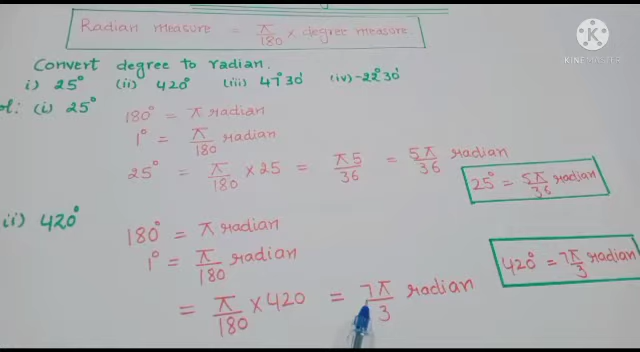 Radian measure = π/180 × degree measure.
KINEMASTER
Convert degree to radian.
i) 25° (ii) 420° (iii) 47°30' (iv) -22°30'
ol: (i) 25° 180° = π radian
1° = π/180 radian
25° = π/180 × 25 = π5/36 = 5π/36 radian
25° = 5π/36 radian
ii) 420° 180° = π radian
1° = π/180 radian
420° = 7π/3 radian
= π/180 × 420 = 7π/3 radian